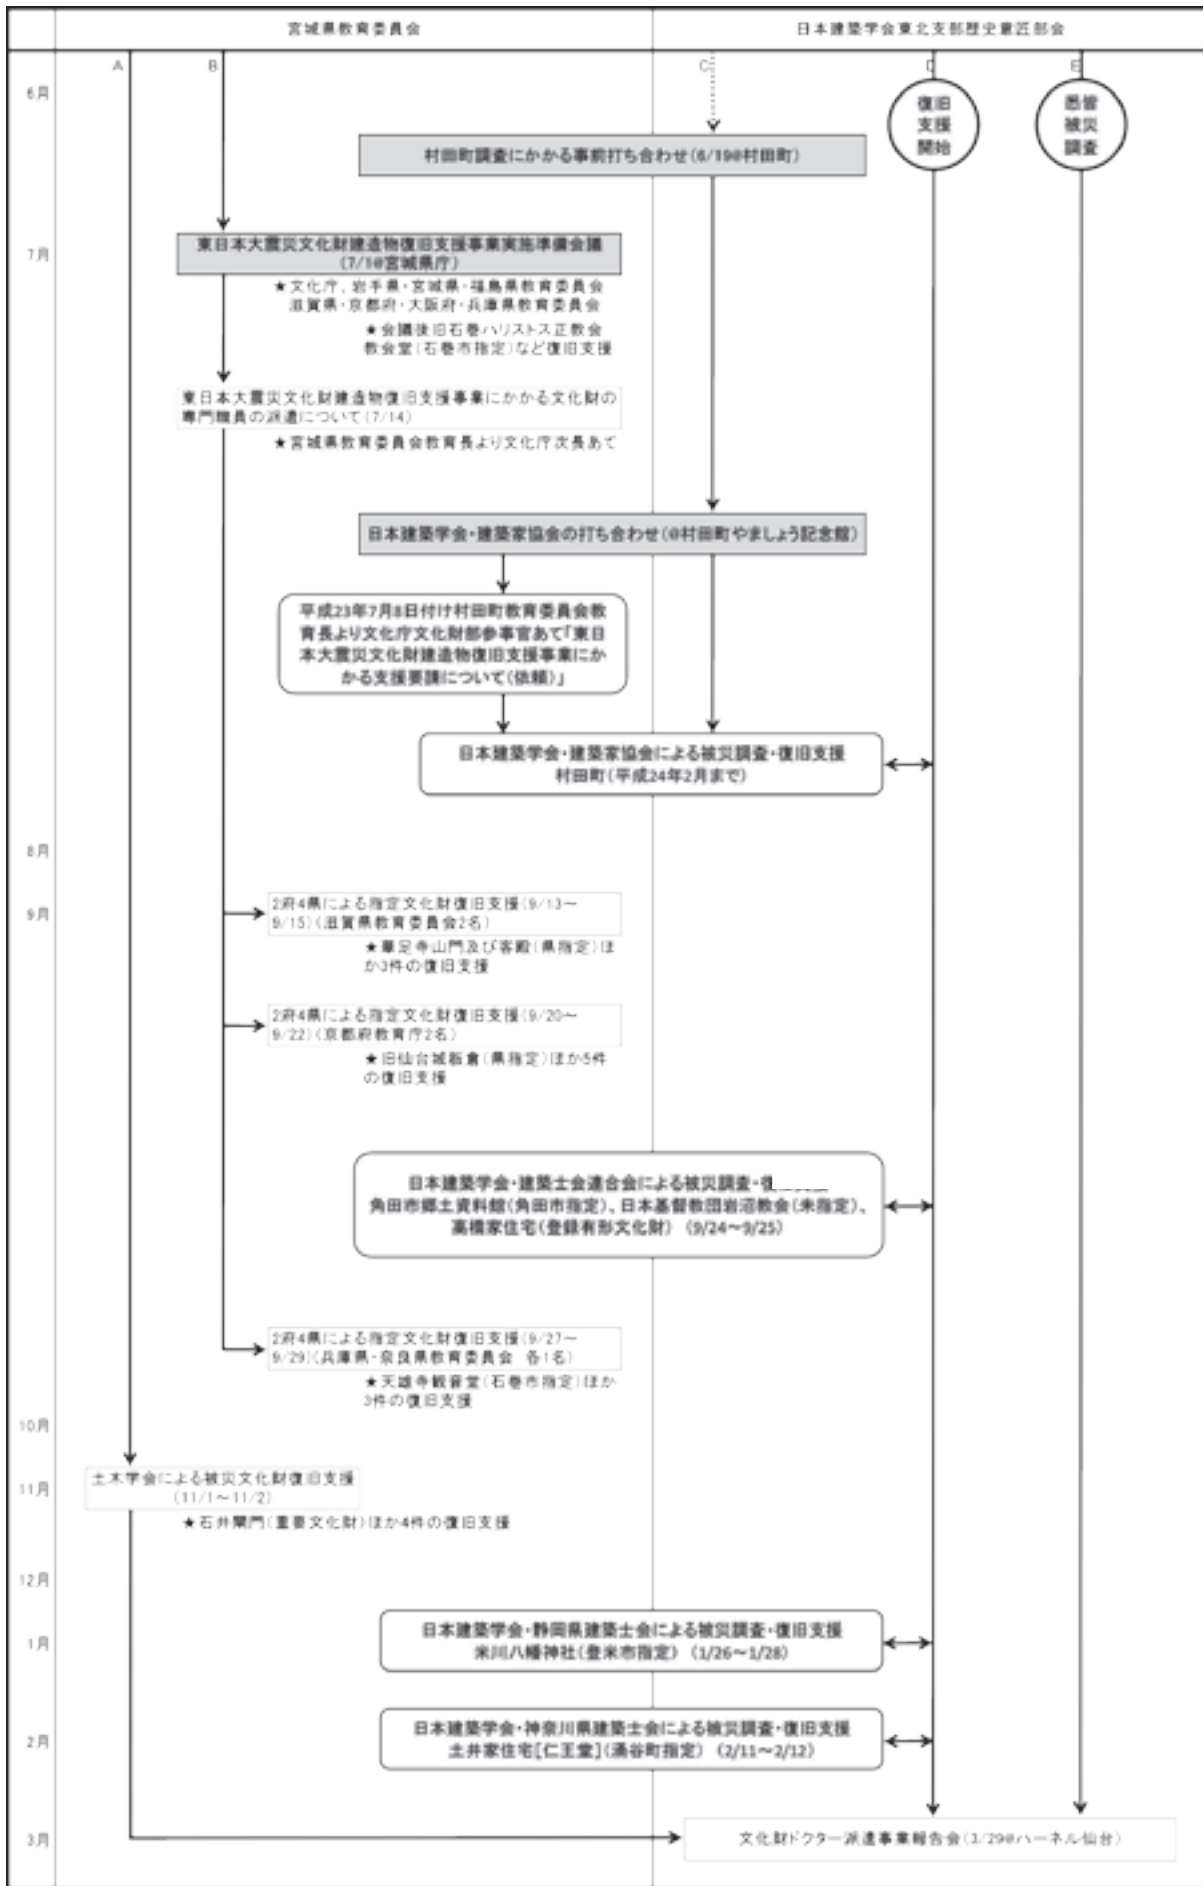 宮城県教育委員会
日本建築学会東北支部歴史意匠部会
A
B
C
D
E
6月
復旧
支援
開始
悉皆
被災
調査
村田町調査にかかる事前打ち合わせ(6/19@村田町)
7月
東日本大震災文化財建造物復旧支援事業実施準備会議
(7/1@宮城県庁)
★文化庁、岩手県・宮城県・福島県教育委員会
滋賀県・京都府・大阪府・兵庫県教育委員会
★会議後旧石巻ハリストス正教会
教会堂(石巻市指定)など復旧支援
東日本大震災文化財建造物復旧支援事業にかかる文化財の
専門職員の派遣について(7/14)
★宮城県教育委員会教育長より文化庁次長あて
日本建築学会・建築家協会の打ち合わせ(@村田町やましょう記念館)
平成23年7月8日付け村田町教育委員会教
育長より文化庁文化財部参事官あて「東日
本大震災文化財建造物復旧支援事業にか
かる支援要請について(依頼)」
日本建築学会・建築家協会による被災調査・復旧支援
村田町(平成24年2月まで)
8月
9月
2府4県による指定文化財復旧支援(9/13～
9/15)(滋賀県教育委員会2名)
★華足寺山門及び客殿(県指定)ほ
か3件の復旧支援
2府4県による指定文化財復旧支援(9/20～
9/22)(京都府教育庁2名)
★旧仙台城板倉(県指定)ほか5件
の復旧支援
日本建築学会・建築士会連合会による被災調査・復旧支援
角田市郷土資料館(角田市指定)、日本基督教団岩沼教会(未指定)、
高橋家住宅(登録有形文化財) (9/24～9/25)
2府4県による指定文化財復旧支援(9/27～
9/29)(兵庫県・奈良県教育委員会 各1名)
★天雄寺観音堂(石巻市指定)ほか
3件の復旧支援
10月
11月
土木学会による被災文化財復旧支援
(11/1～11/2)
★石井閘門(重要文化財)ほか4件の復旧支援
12月
1月
日本建築学会・静岡県建築士会による被災調査・復旧支援
米川八幡神社(登米市指定) (1/26～1/28)
2月
日本建築学会・神奈川県建築士会による被災調査・復旧支援
土井家住宅[仁王堂](涌谷町指定) (2/11～2/12)
3月
文化財ドクター派遣事業報告会(3/29@ハーネル仙台)